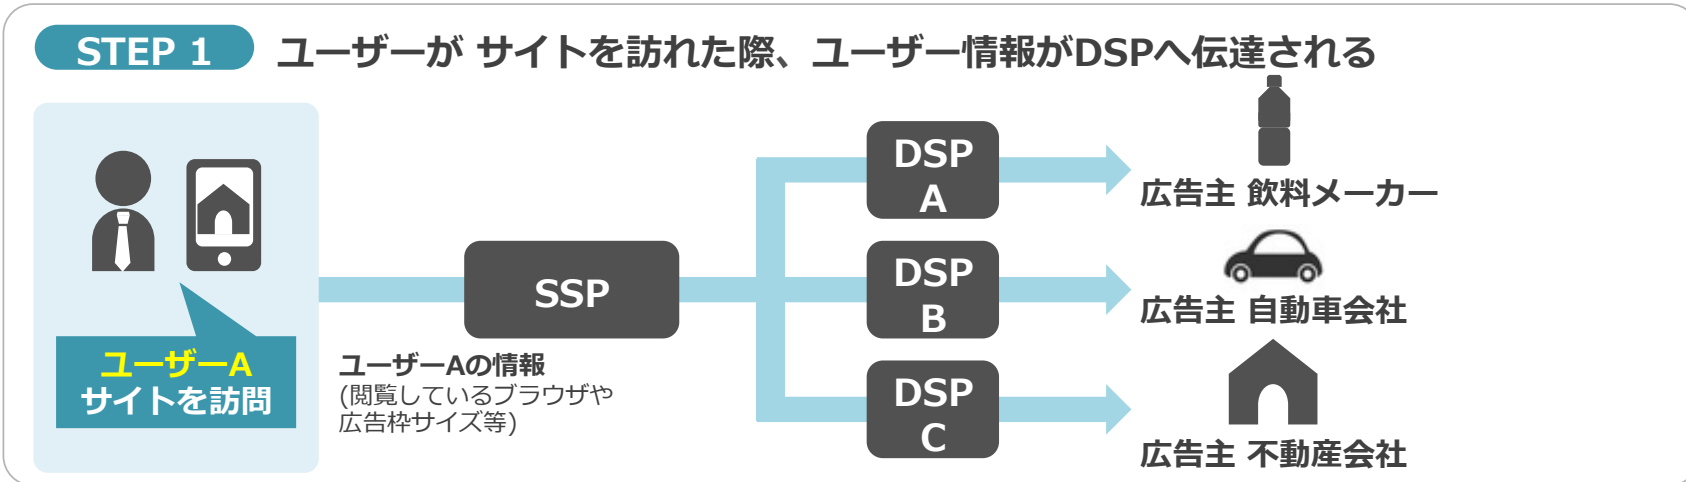 STEP 1
ユーザーが サイトを訪れた際、ユーザー情報がDSPへ伝達される
ユーザーA
サイトを訪問
SSP
ユーザーAの情報
(閲覧しているブラウザや
広告枠サイズ等)
DSP
A
広告主 飲料メーカー
DSP
B
広告主 自動車会社
DSP
C
広告主 不動産会社